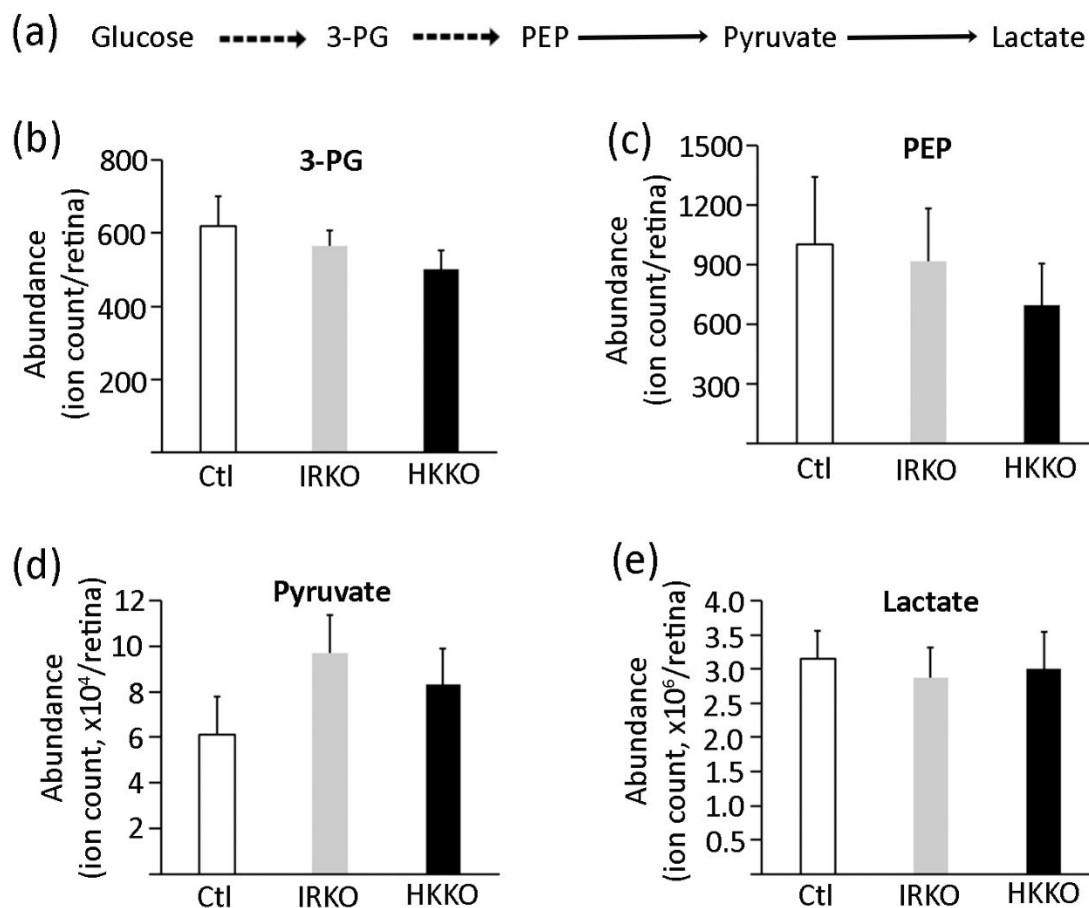 (a) Glucose 3-PG PEP Pyruvate Lactate
(b)
3-PG
Abundance
(ion count/retina)
800
600
400
200
Ctl IRKO HKKO
(c)
PEP
Abundance
(ion count/retina)
1500
1200
900
600
300
Ctl IRKO HKKO
(d)
Pyruvate
Abundance
(ion count, x10⁴/retina)
12
10
8
6
4
2
Ctl IRKO HKKO
(e)
Lactate
Abundance
(ion count, x10⁶/retina)
4.0
3.5
3.0
2.5
2.0
1.5
1.0
0.5
Ctl IRKO HKKO